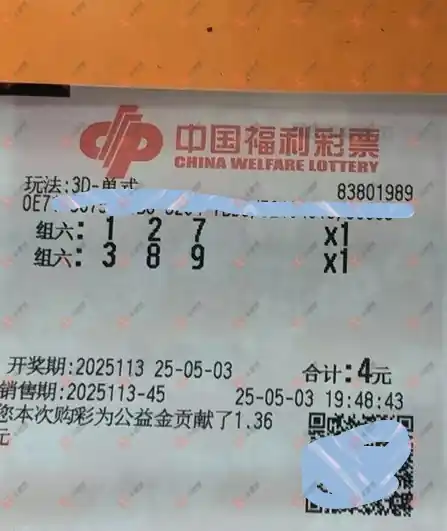 中国福利彩票
CHINA WELFARE LOTTERY
玩法:3D-单式
83801989
组六: 1 2 7 x1
组六: 3 8 9 x1
开奖期:2025113 25-05-03 合计:4元
销售期:2025113-45 25-05-03 19:48:43
您本次购彩为公益金贡献了1.36
元